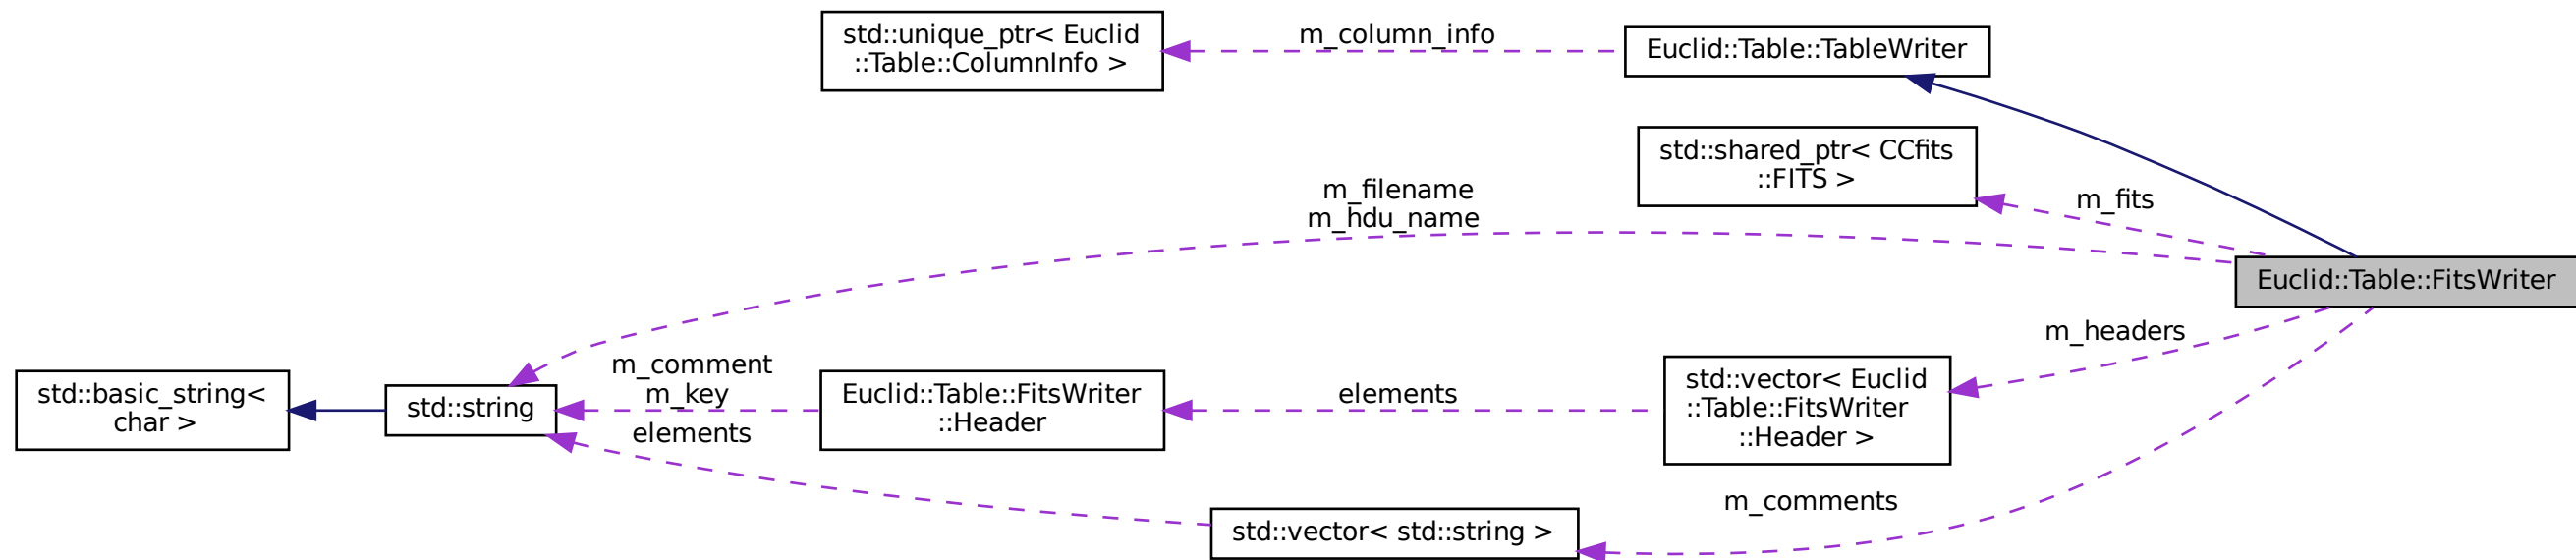 std::unique_ptr< Euclid
::Table::ColumnInfo >
m_column_info
Euclid::Table::TableWriter
std::shared_ptr< CCfits
::FITS >
m_filename
m_hdu_name
m_fits
Euclid::Table::FitsWriter
m_headers
std::basic_string<
char >
std::string
m_comment
m_key
elements
Euclid::Table::FitsWriter
::Header
elements
std::vector< Euclid
::Table::FitsWriter
::Header >
std::vector< std::string >
m_comments